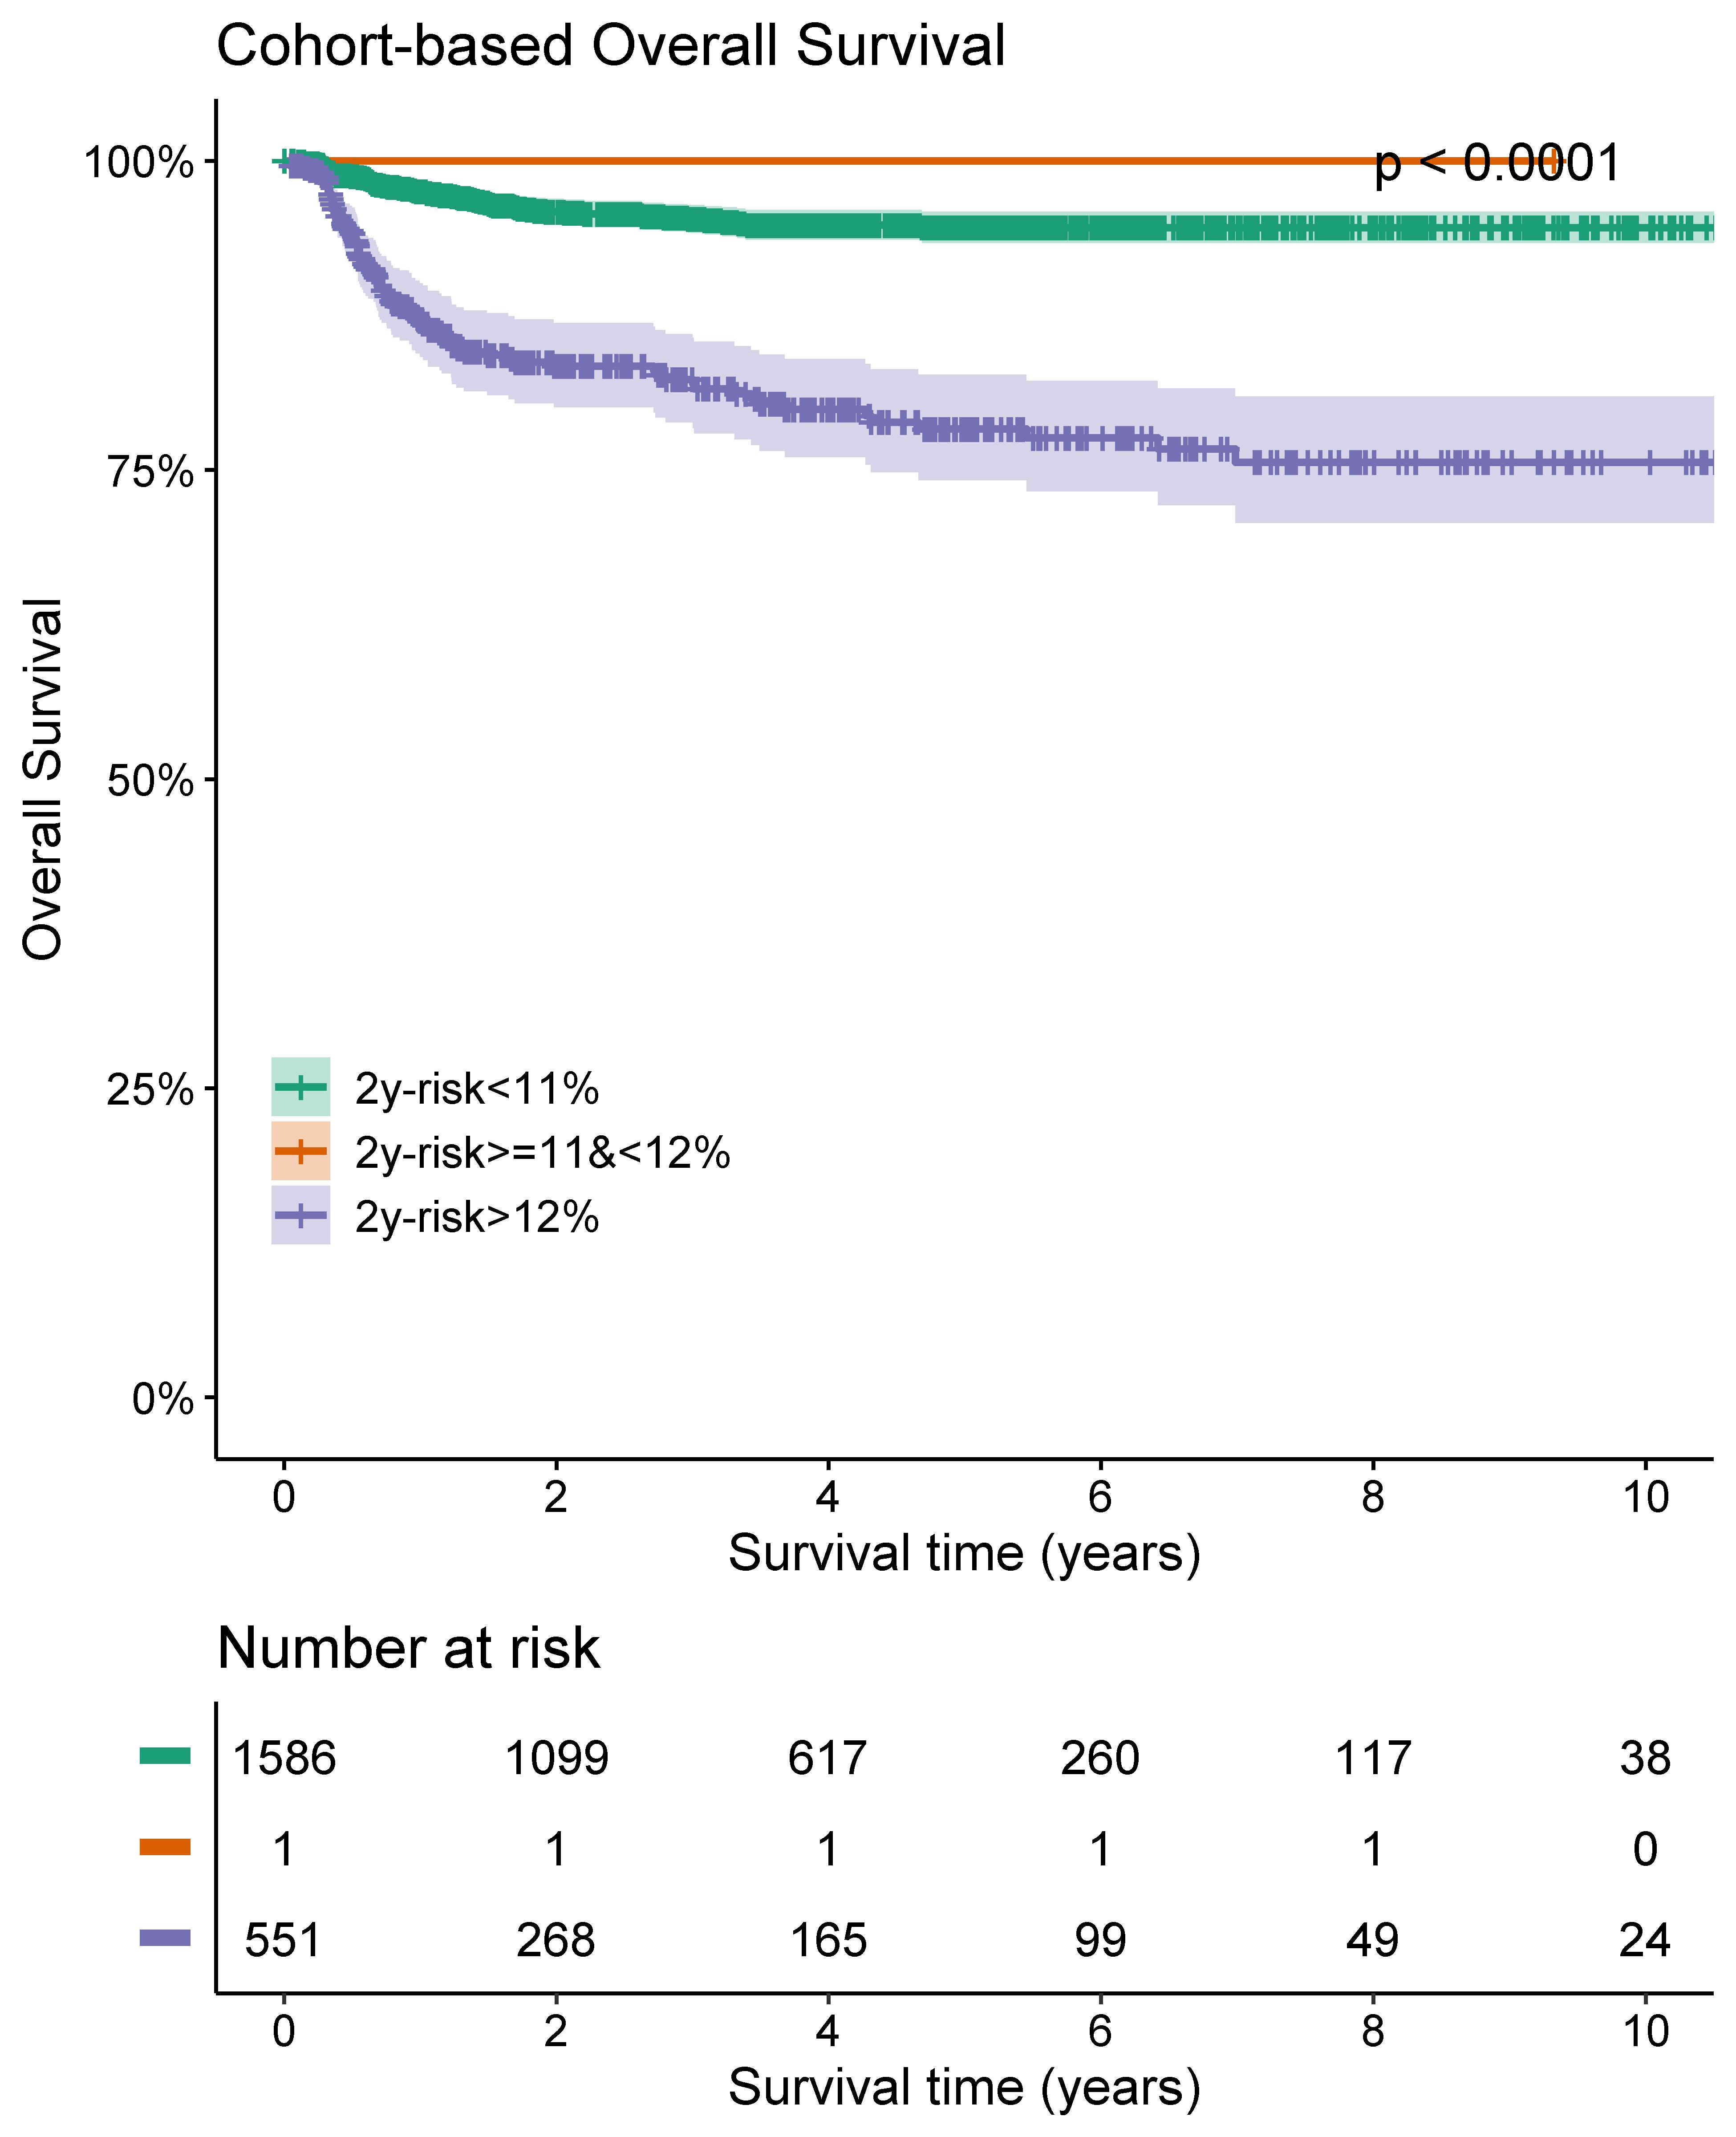 Cohort-based Overall Survival
Overall Survival
100%
75%
50%
25%
0%
p < 0.0001
2y-risk<11%
2y-risk>=11&<12%
2y-risk>12%
0 2 4 6 8 10
Survival time (years)
Number at risk
1586 1099 617 260 117 38
1 1 1 1 1 0
551 268 165 99 49 24
0 2 4 6 8 10
Survival time (years)